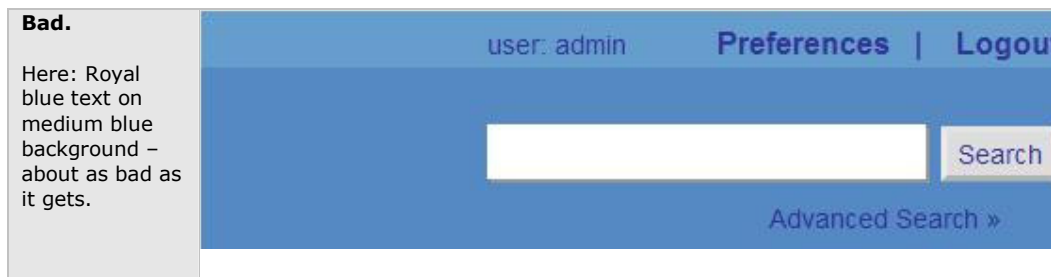 Bad.
Here: Royal
blue text on
medium blue
background –
about as bad as
it gets.
user: admin Preferences | Logou
Search
Advanced Search »